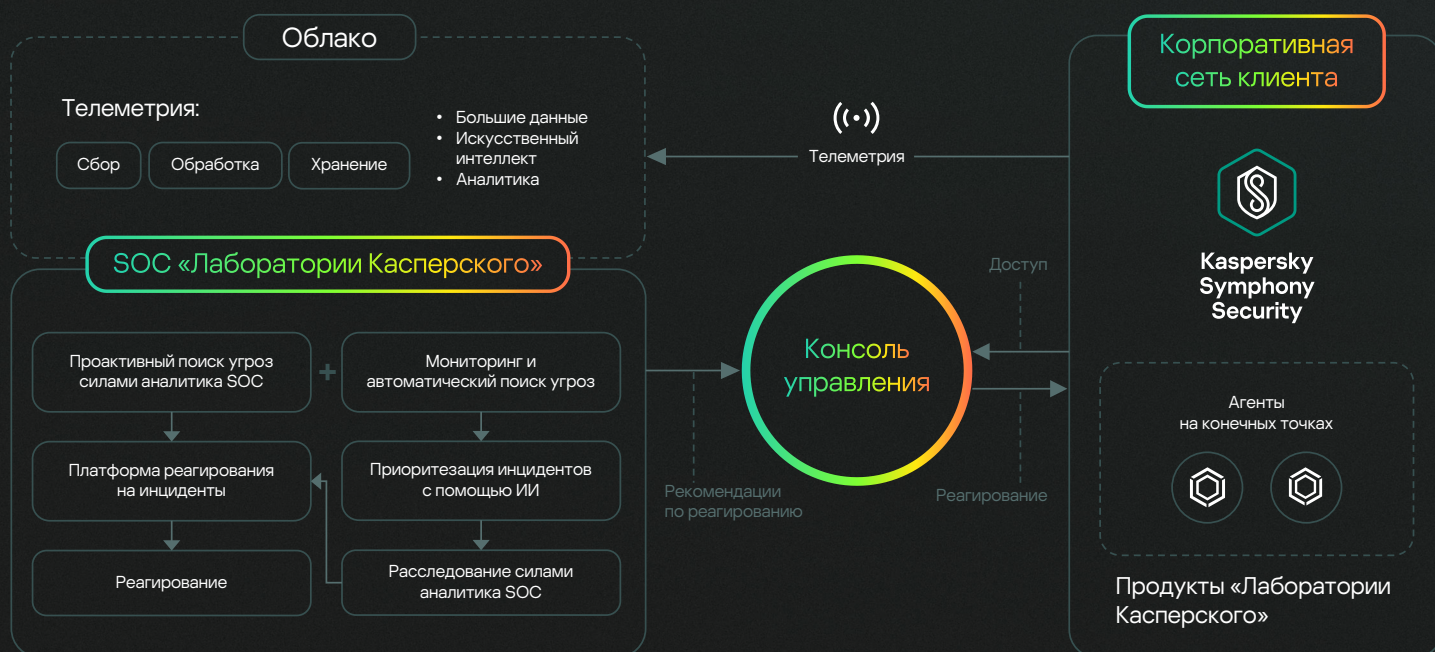 Облако
Телеметрия:
Сбор
Обработка
Хранение
• Большие данные
• Искусственный
интеллект
• Аналитика
Телеметрия
Корпоративная
сеть клиента
Kaspersky
Symphony
Security
SOC «Лаборатории Касперского»
Проактивный поиск угроз
силами аналитика SOC
+
Мониторинг и
автоматический поиск угроз
Платформа реагирования
на инциденты
Приоритезация инцидентов
с помощью ИИ
Реагирование
Расследование силами
аналитика SOC
Рекомендации
по реагированию
Консоль
управления
Доступ
Реагирование
Агенты
на конечных точках
Продукты «Лаборатории
Касперского»